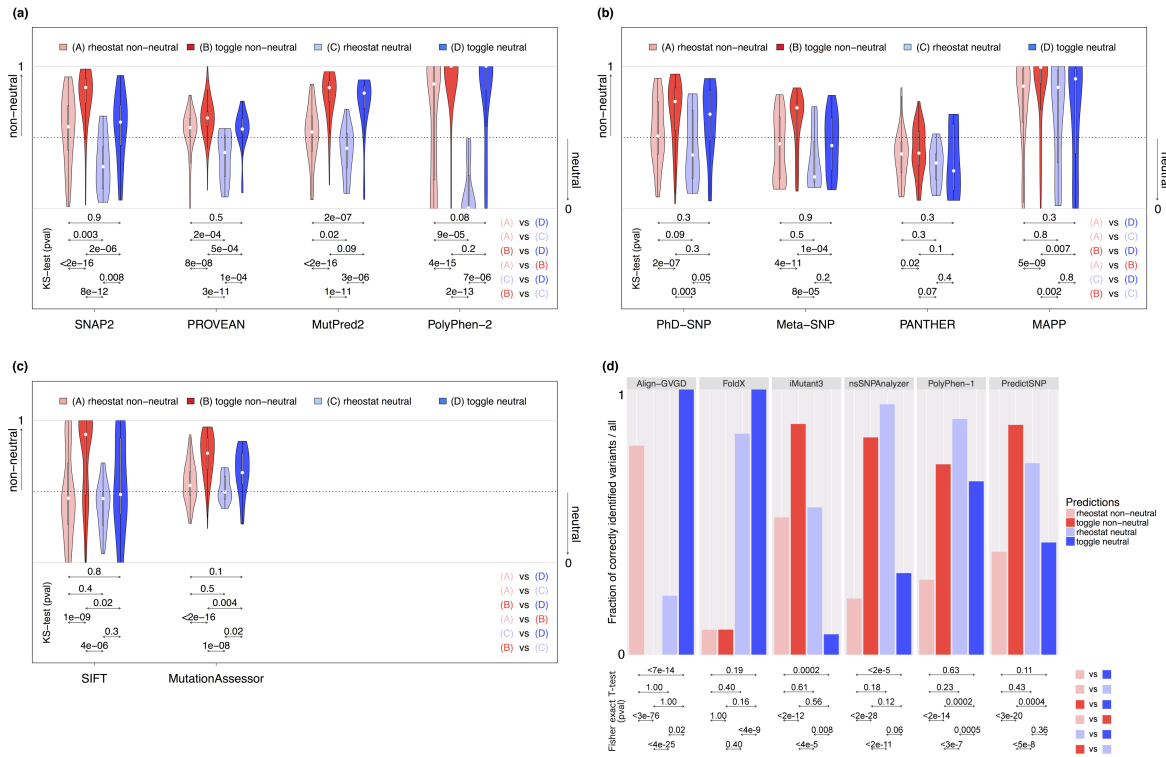 (a)
(A) rheostat non−neutral (B) toggle non−neutral (C) rheostat neutral (D) toggle neutral
1
non−neutral
neutral
0
KS−test (pval)
0.9 0.5 2e−07 0.08 (A) vs (D)
0.003 2e−04 0.02 9e−05 (A) vs (C)
2e−06 5e−04 0.09 0.2 (B) vs (D)
<2e−16 8e−08 <2e−16 4e−15 (A) vs (B)
0.008 1e−04 3e−06 7e−06 (C) vs (D)
8e−12 3e−11 1e−11 2e−13 (B) vs (C)
SNAP2 PROVEAN MutPred2 PolyPhen−2
(b)
(A) rheostat non−neutral (B) toggle non−neutral (C) rheostat neutral (D) toggle neutral
1
non−neutral
neutral
0
KS−test (pval)
0.3 0.9 0.3 0.3 (A) vs (D)
0.09 0.5 0.3 0.8 (A) vs (C)
0.3 1e−04 0.1 0.007 (B) vs (D)
2e−07 4e−11 0.02 5e−09 (A) vs (B)
0.05 0.2 0.4 0.8 (C) vs (D)
0.003 8e−05 0.07 0.002 (B) vs (C)
PhD−SNP Meta−SNP PANTHER MAPP
(c)
(A) rheostat non−neutral (B) toggle non−neutral (C) rheostat neutral (D) toggle neutral
1
non−neutral
neutral
0
KS−test (pval)
0.8 0.1 (A) vs (D)
0.4 0.5 (A) vs (C)
0.02 0.004 (B) vs (D)
1e−09 <2e−16 (A) vs (B)
0.3 0.02 (C) vs (D)
4e−06 1e−08 (B) vs (C)
SIFT MutationAssessor
(d)
Align−GVGD FoldX iMutant3 nsSNPAnalyzer PolyPhen−1 PredictSNP
1
Fraction of correctly identified variants / all
0
Predictions
rheostat non−neutral
toggle non−neutral
rheostat neutral
toggle neutral
Fisher exact T−test
(pval)
<7e−14 0.19 0.0002 <2e−5 0.63 0.11 vs
1.00 0.40 0.61 0.18 0.23 0.43 vs
1.00 0.16 0.56 0.12 0.0002 0.0004 vs
<3e−76 1.00 <2e−12 <2e−28 <2e−14 <3e−20 vs
0.02 <4e−9 0.008 0.06 0.0005 0.36 vs
<4e−25 0.40 <4e−5 <2e−11 <3e−7 <5e−8 vs